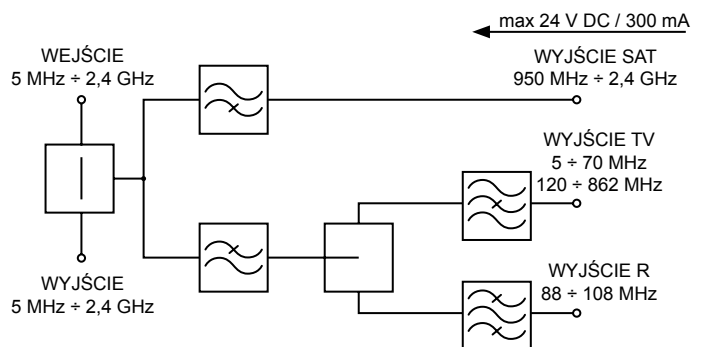 max 24 V DC / 300 mA
WEJŚCIE
5 MHz ÷ 2,4 GHz
WYJŚCIE SAT
950 MHz ÷ 2,4 GHz
WYJŚCIE TV
5 ÷ 70 MHz
120 ÷ 862 MHz
WYJŚCIE
5 MHz ÷ 2,4 GHz
WYJŚCIE R
88 ÷ 108 MHz